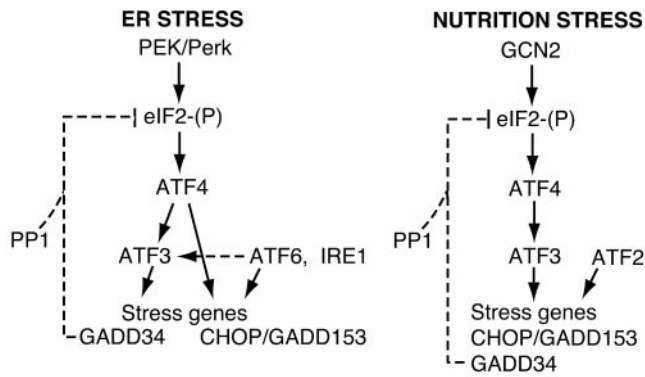 ER STRESS
PEK/Perk
eIF2-(P)
ATF4
PP1
ATF3
ATF6, IRE1
Stress genes
GADD34
CHOP/GADD153
NUTRITION STRESS
GCN2
eIF2-(P)
ATF4
PP1
ATF3
ATF2
Stress genes
CHOP/GADD153
GADD34